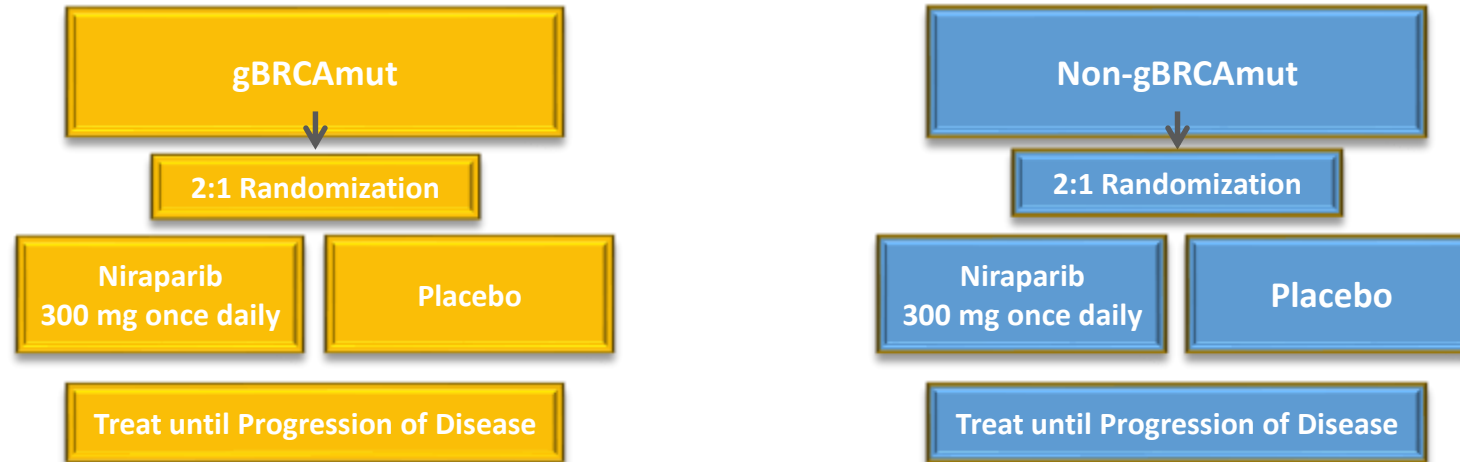 gBRCAmut
2:1 Randomization
Niraparib
300 mg once daily
Placebo
Treat until Progression of Disease
Non-gBRCAmut
2:1 Randomization
Niraparib
300 mg once daily
Placebo
Treat until Progression of Disease